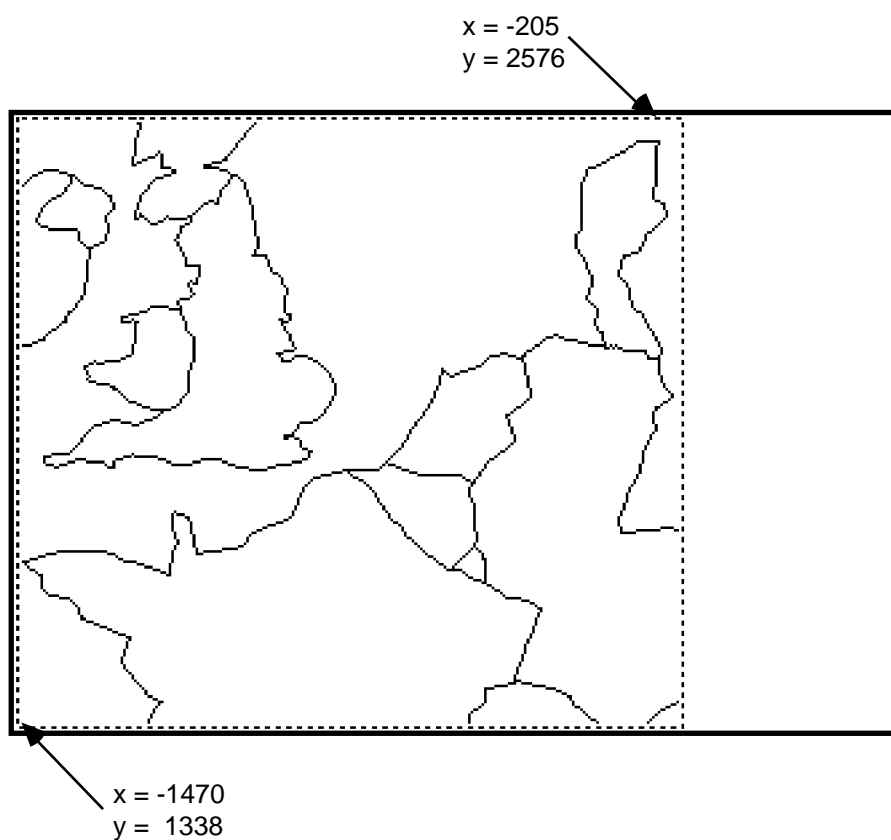 x = -205
y = 2576
x = -1470
y =  1338